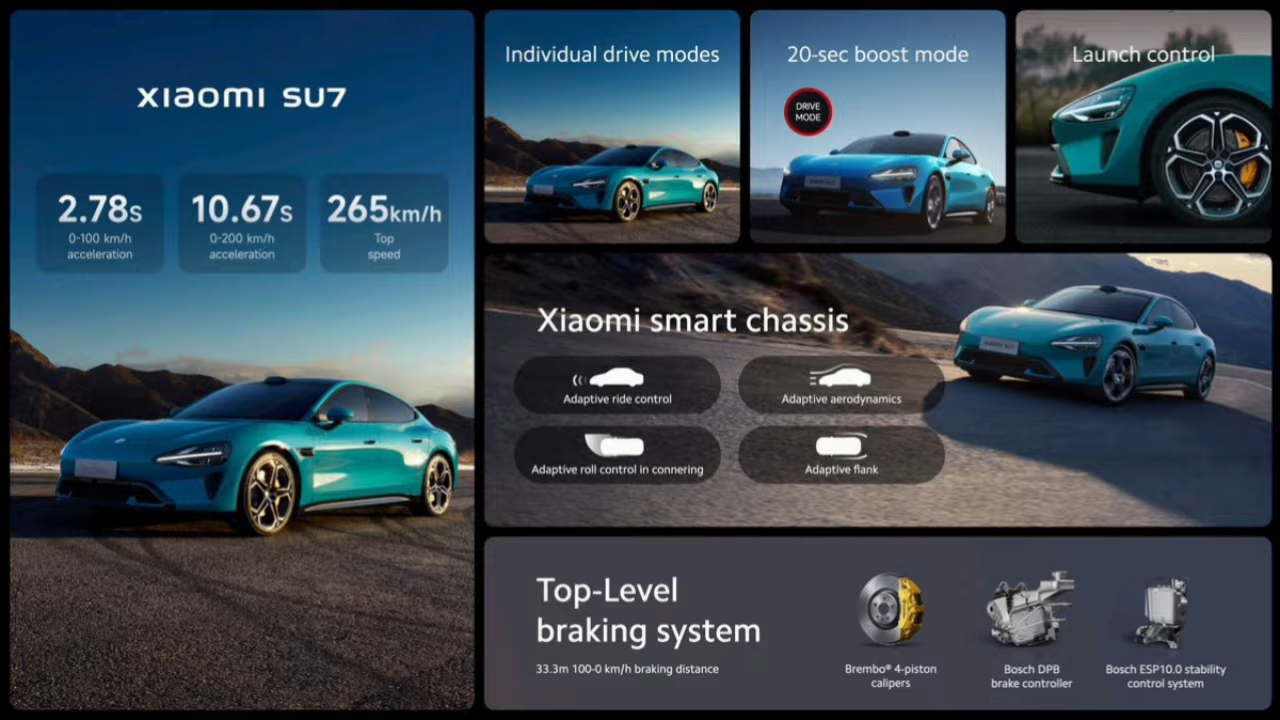 XIAOMI SU7
2.78s
0-100 km/h
acceleration
10.67s
0-200 km/h
acceleration
265km/h
Top
speed
Individual drive modes
20-sec boost mode
DRIVE
MODE
Launch control
Xiaomi smart chassis
XIAOMI SU7
Adaptive ride control
Adaptive aerodynamics
Adaptive roll control in connering
Adaptive flank
Top-Level
braking system
33.3m 100-0 km/h braking distance
Brembo® 4-piston
calipers
Bosch DPB
brake controller
Bosch ESP10.0 stability
control system